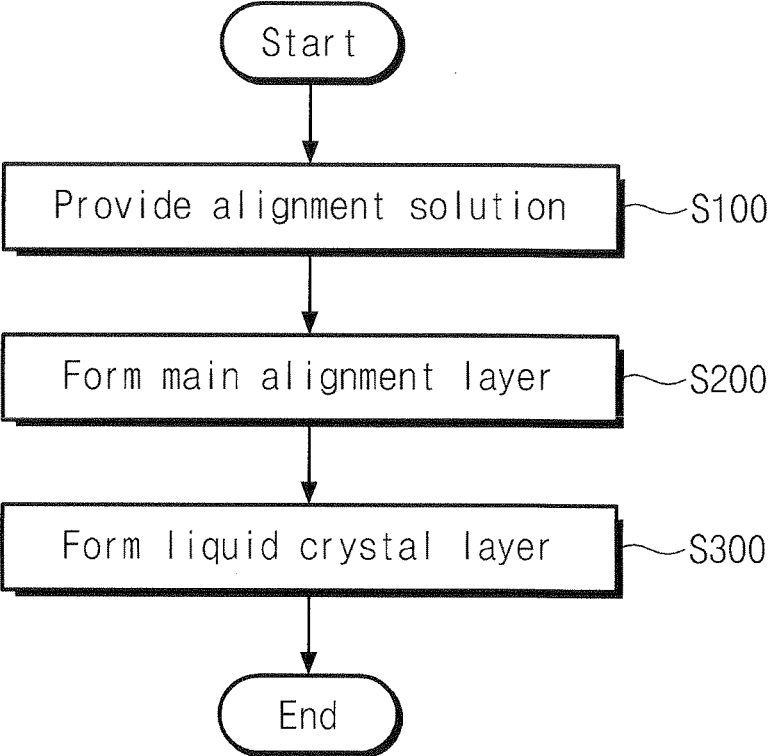 Start
Provide alignment solution
S100
Form main alignment layer
S200
Form liquid crystal layer
S300
End